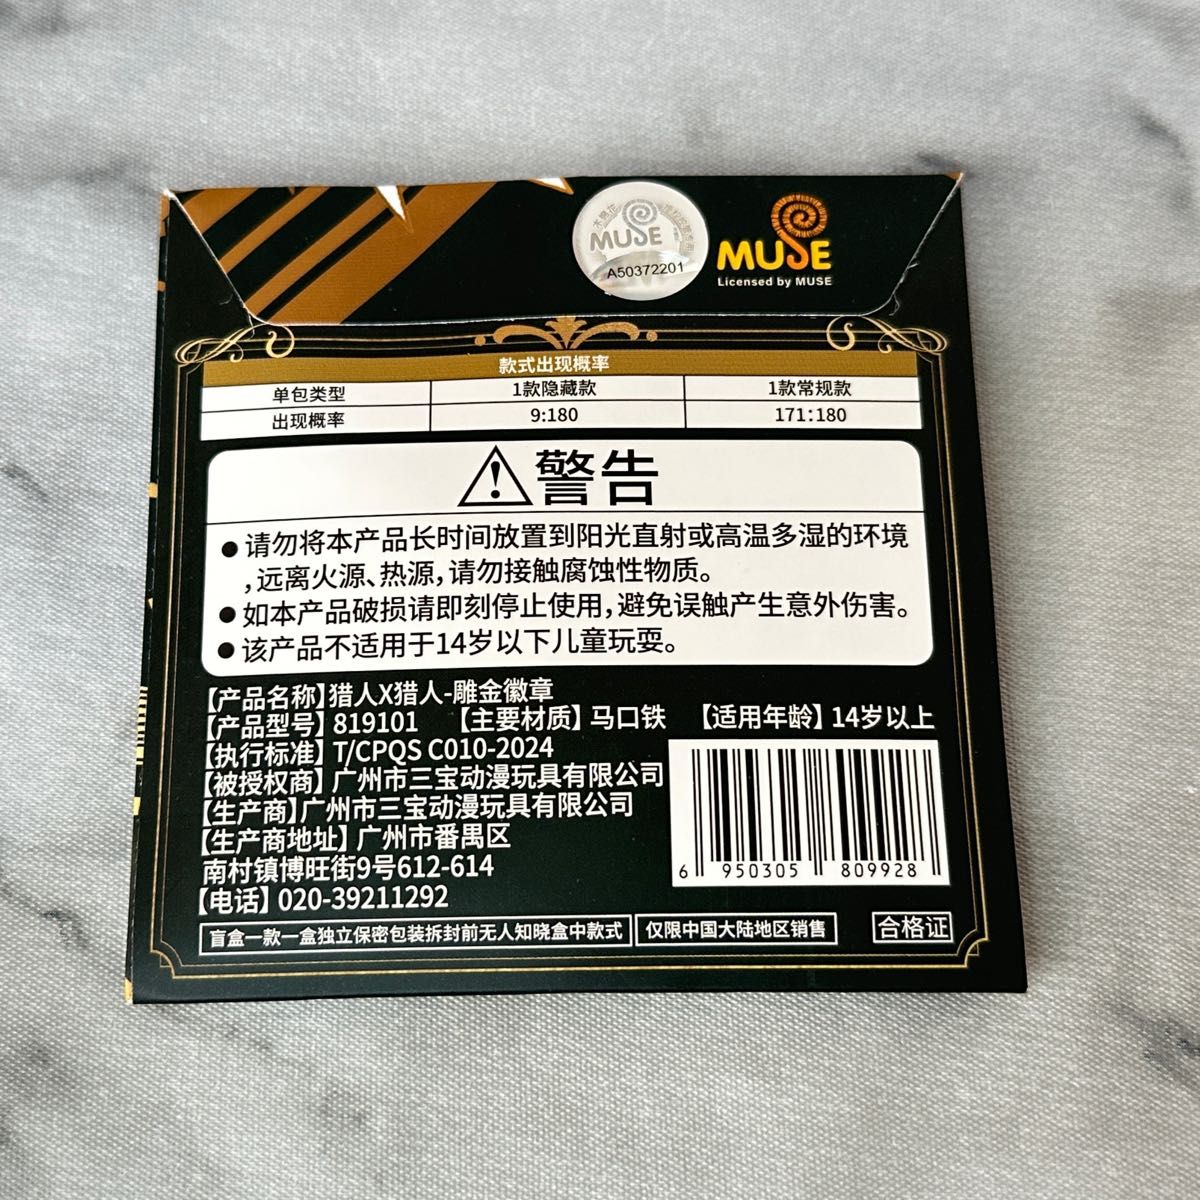 MUSE
A50372201
MUSE
Licensed by MUSE
款式出现概率
单包类型 1款隐藏款 1款常规款
出现概率 9:180 171:180
警告
●请勿将本产品长时间放置到阳光直射或高温多湿的环境
,远离火源、热源,请勿接触腐蚀性物质。
●如本产品破损请即刻停止使用,避免误触产生意外伤害。
●该产品不适用于14岁以下儿童玩耍。
【产品名称】猎人X猎人-雕金徽章
【产品型号】819101 【主要材质】马口铁 【适用年龄】14岁以上
【执行标准】T/CPQS C010-2024
【被授权商】广州市三宝动漫玩具有限公司
【生产商】广州市三宝动漫玩具有限公司
【生产商地址】广州市番禺区
南村镇博旺街9号612-614
【电话】020-39211292
6 950305 809928
盲盒一款一盒独立保密包装拆封前无人知晓盒中款式 仅限中国大陆地区销售 合格证